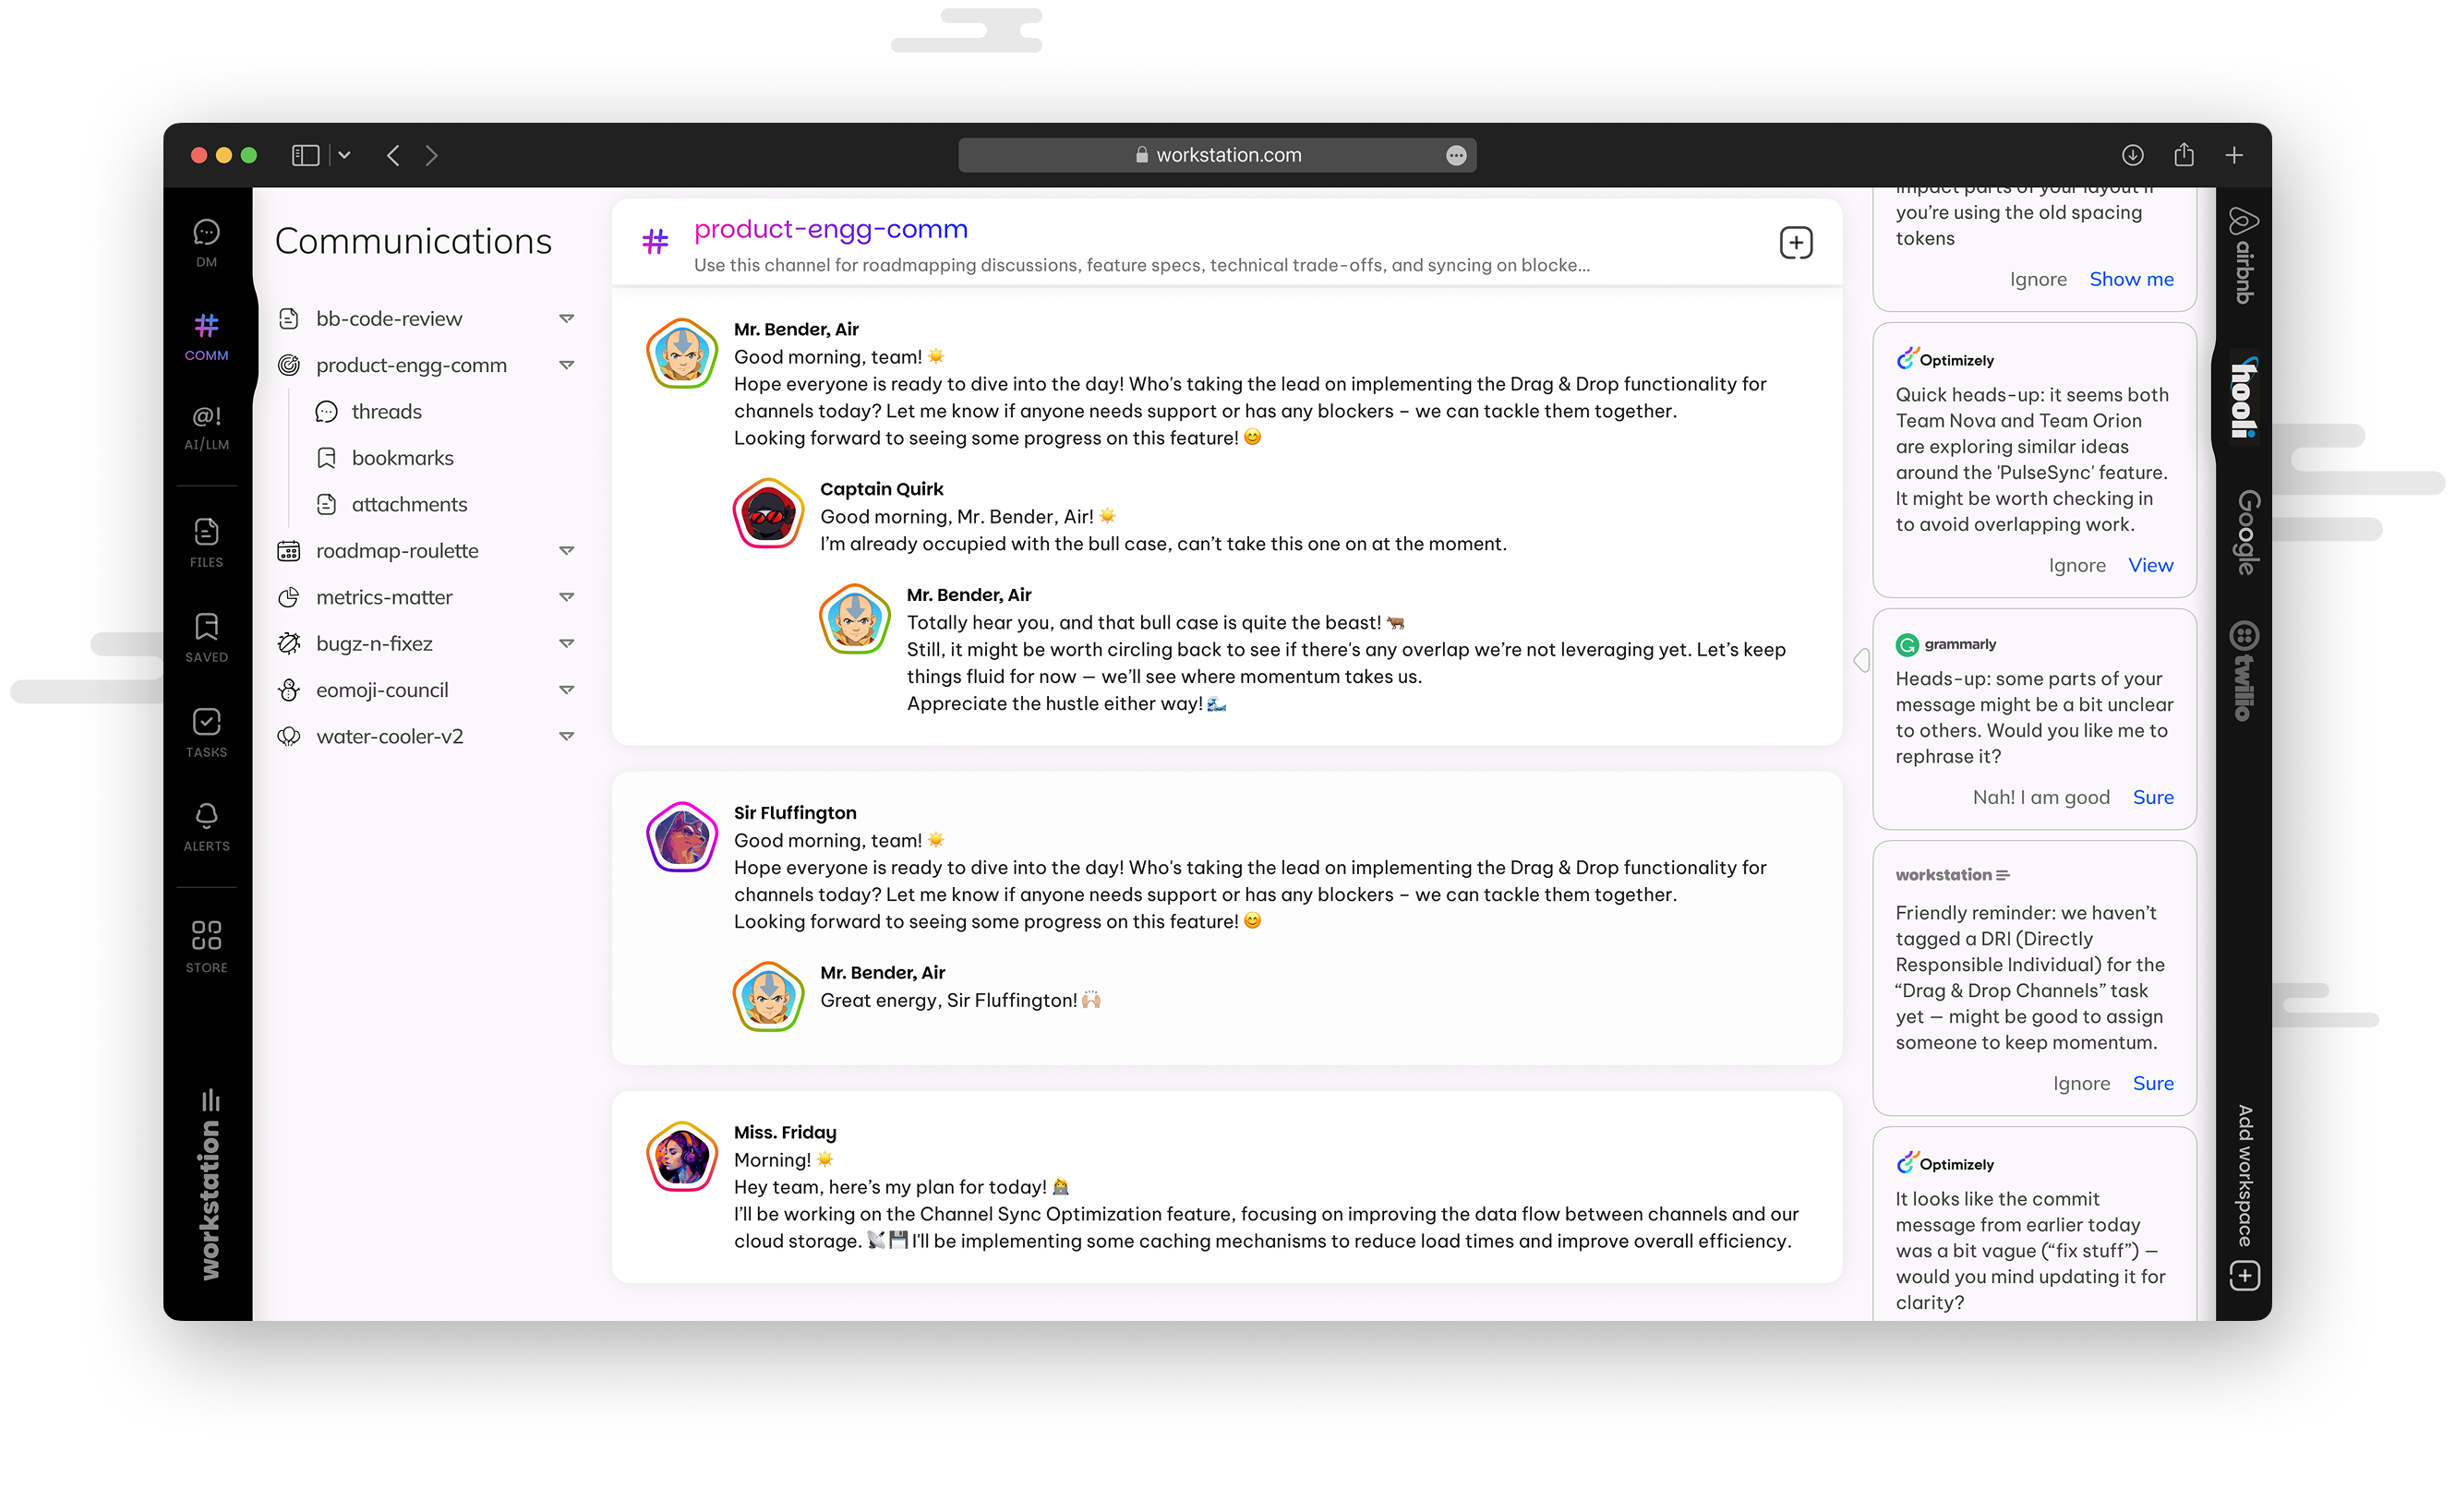 workstation.com
DM
COMM
@!
AI/LLM
FILES
SAVED
TASKS
ALERTS
STORE
workstation
Communications
bb-code-review
product-engg-comm
threads
bookmarks
attachments
roadmap-roulette
metrics-matter
bugz-n-fixez
eomoji-council
water-cooler-v2
# product-engg-comm
Use this channel for roadmapping discussions, feature specs, technical trade-offs, and syncing on blocke...
Mr. Bender, Air
Good morning, team! ☀️
Hope everyone is ready to dive into the day! Who's taking the lead on implementing the Drag & Drop functionality for
channels today? Let me know if anyone needs support or has any blockers – we can tackle them together.
Looking forward to seeing some progress on this feature! 😊
Captain Quirk
Good morning, Mr. Bender, Air! ☀️
I’m already occupied with the bull case, can’t take this one on at the moment.
Mr. Bender, Air
Totally hear you, and that bull case is quite the beast! 🐂
Still, it might be worth circling back to see if there's any overlap we’re not leveraging yet. Let’s keep
things fluid for now — we’ll see where momentum takes us.
Appreciate the hustle either way! 🌊
Sir Fluffington
Good morning, team! ☀️
Hope everyone is ready to dive into the day! Who's taking the lead on implementing the Drag & Drop functionality for
channels today? Let me know if anyone needs support or has any blockers – we can tackle them together.
Looking forward to seeing some progress on this feature! 😊
Mr. Bender, Air
Great energy, Sir Fluffington! 🙌🏼
Miss. Friday
Morning! ☀️
Hey team, here’s my plan for today! 👩‍💻
I’ll be working on the Channel Sync Optimization feature, focusing on improving the data flow between channels and our
cloud storage. 📡💾 I'll be implementing some caching mechanisms to reduce load times and improve overall efficiency.
impact parts of your layout if
you’re using the old spacing
tokens
Ignore Show me
Optimizely
Quick heads-up: it seems both
Team Nova and Team Orion
are exploring similar ideas
around the 'PulseSync' feature.
It might be worth checking in
to avoid overlapping work.
Ignore View
grammarly
Heads-up: some parts of your
message might be a bit unclear
to others. Would you like me to
rephrase it?
Nah! I am good Sure
workstation
Friendly reminder: we haven’t
tagged a DRI (Directly
Responsible Individual) for the
“Drag & Drop Channels” task
yet — might be good to assign
someone to keep momentum.
Ignore Sure
Optimizely
It looks like the commit
message from earlier today
was a bit vague (“fix stuff”) —
would you mind updating it for
clarity?
airbnb
hooli
Google
twilio
Add workspace